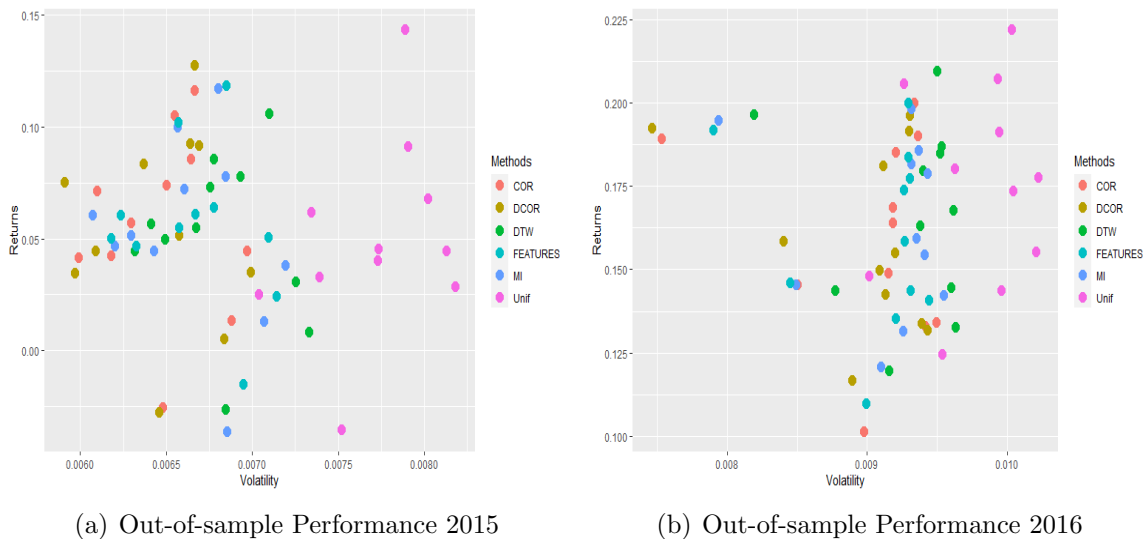 0.15
0.10
0.05
0.00
Returns
0.0060 0.0065 0.0070 0.0075 0.0080
Volatility
Methods
COR
DCOR
DTW
FEATURES
MI
Unif
(a) Out-of-sample Performance 2015
0.225
0.200
0.175
0.150
0.125
0.100
Returns
0.008 0.009 0.010
Volatility
Methods
COR
DCOR
DTW
FEATURES
MI
Unif
(b) Out-of-sample Performance 2016